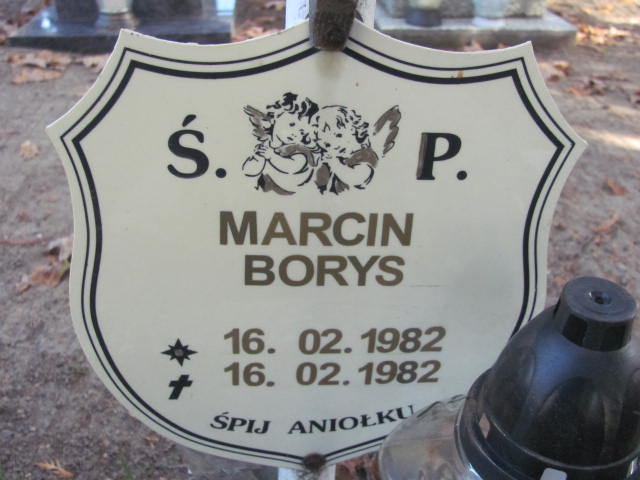 Ś. P.
MARCIN
BORYS
16. 02. 1982
16. 02. 1982
ŚPIJ ANIOŁKU